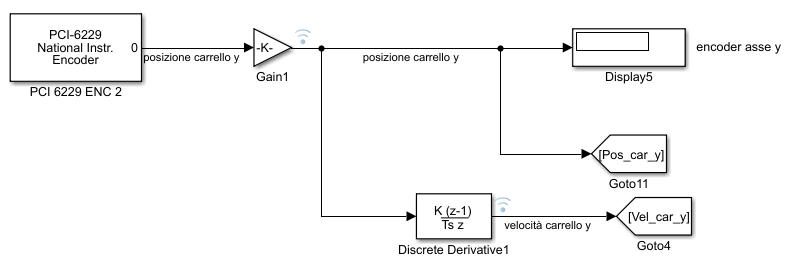 PCI-6229
National Instr.
Encoder
0
PCI 6229 ENC 2
posizione carrello y
-K-
Gain1
posizione carrello y
Display5
encoder asse y
[Pos_car_y]
Goto11
K (z-1)
Ts z
Discrete Derivative1
velocità carrello y
[Vel_car_y]
Goto4